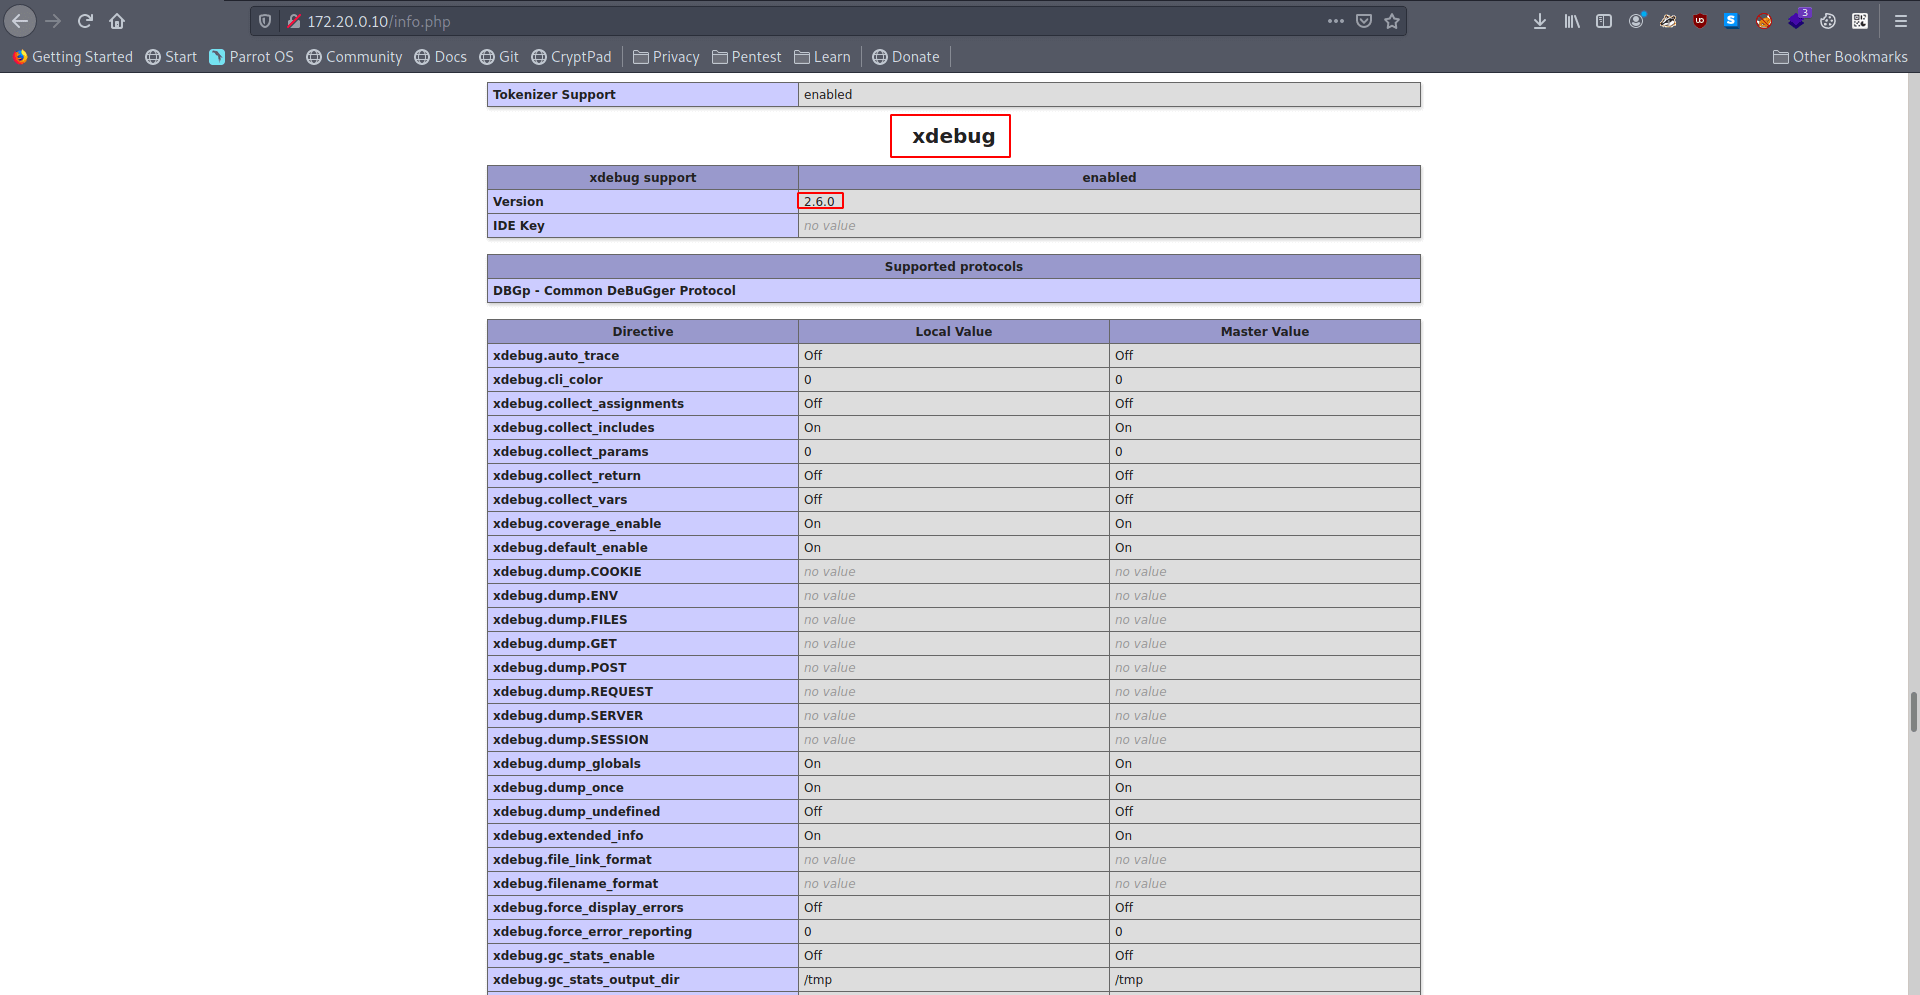 172.20.0.10/info.php
3
Getting Started Start Parrot OS Community Docs Git CryptPad Privacy Pentest Learn Donate Other Bookmarks
Tokenizer Support enabled
xdebug
xdebug support enabled
Version 2.6.0
IDE Key no value
Supported protocols
DBGp - Common DeBuGger Protocol
Directive Local Value Master Value
xdebug.auto_trace Off Off
xdebug.cli_color 0 0
xdebug.collect_assignments Off Off
xdebug.collect_includes On On
xdebug.collect_params 0 0
xdebug.collect_return Off Off
xdebug.collect_vars Off Off
xdebug.coverage_enable On On
xdebug.default_enable On On
xdebug.dump.COOKIE no value no value
xdebug.dump.ENV no value no value
xdebug.dump.FILES no value no value
xdebug.dump.GET no value no value
xdebug.dump.POST no value no value
xdebug.dump.REQUEST no value no value
xdebug.dump.SERVER no value no value
xdebug.dump.SESSION no value no value
xdebug.dump_globals On On
xdebug.dump_once On On
xdebug.dump_undefined Off Off
xdebug.extended_info On On
xdebug.file_link_format no value no value
xdebug.filename_format no value no value
xdebug.force_display_errors Off Off
xdebug.force_error_reporting 0 0
xdebug.gc_stats_enable Off Off
xdebug.gc_stats_output_dir /tmp /tmp